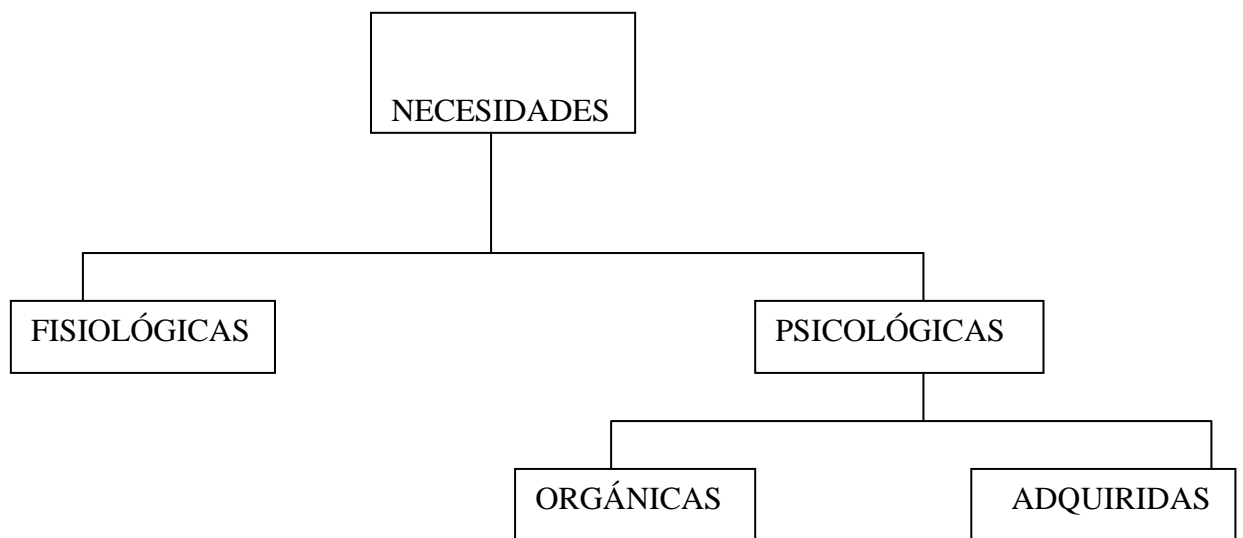 NECESIDADES
FISIOLÓGICAS
PSICOLÓGICAS
ORGÁNICAS
ADQUIRIDAS